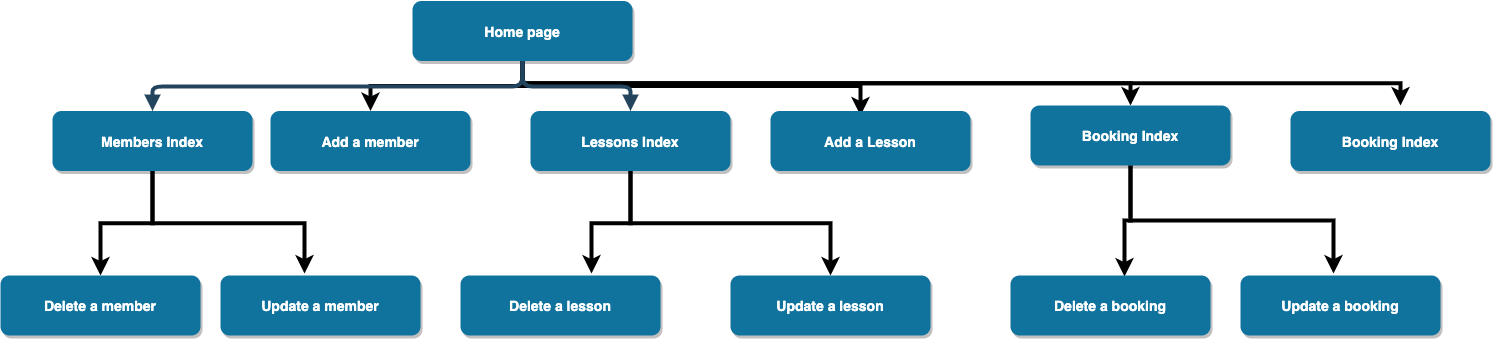 Home page
Members Index
Add a member
Lessons Index
Add a Lesson
Booking Index
Booking Index
Delete a member
Update a member
Delete a lesson
Update a lesson
Delete a booking
Update a booking